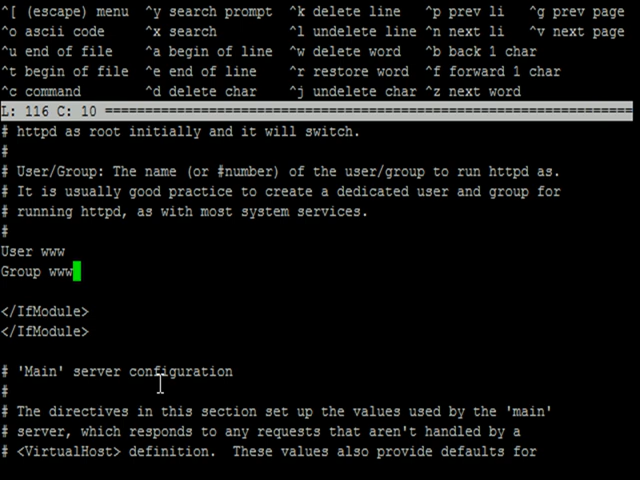 ^[ (escape) menu ^y search prompt ^k delete line ^p prev li ^g prev page
^o ascii code ^x search ^l undelete line ^n next li ^v next page
^u end of file ^a begin of line ^w delete word ^b back 1 char
^t begin of file ^e end of line ^r restore word ^f forward 1 char
^c command ^d delete char ^j undelete char ^z next word
L: 116 C: 10 ==================================================================
# httpd as root initially and it will switch.
#
# User/Group: The name (or #number) of the user/group to run httpd as.
# It is usually good practice to create a dedicated user and group for
# running httpd, as with most system services.
#
User www
Group www
</IfModule>
</IfModule>
# 'Main' server configuration
#
# The directives in this section set up the values used by the 'main'
# server, which responds to any requests that aren't handled by a
# <VirtualHost> definition.  These values also provide defaults for